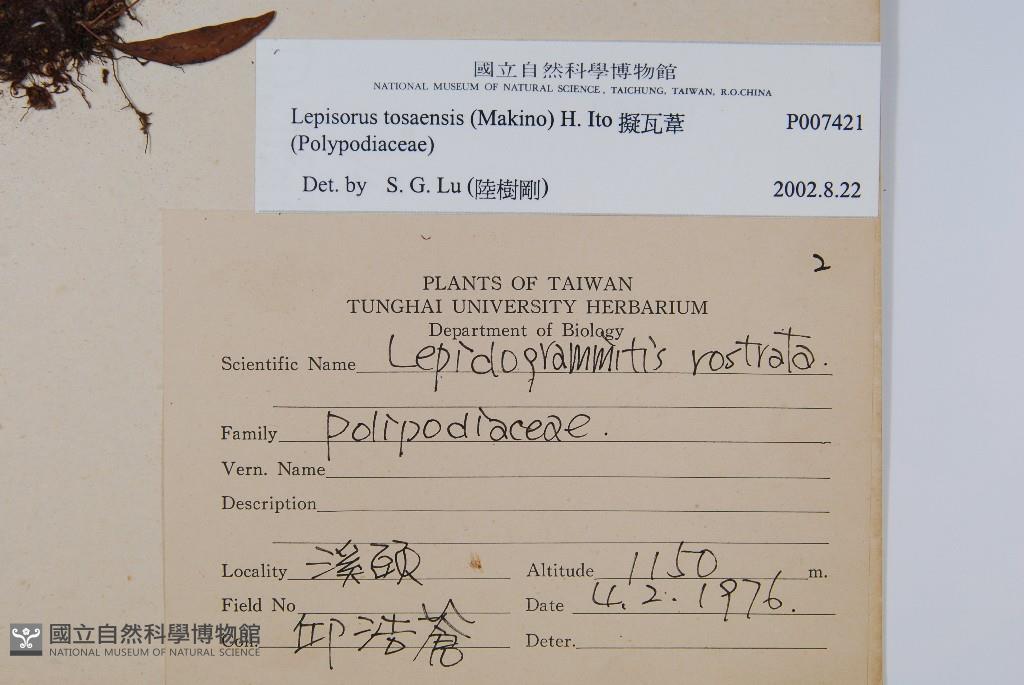 國立自然科學博物館
NATIONAL MUSEUM OF NATURAL SCIENCE, TAICHUNG, TAIWAN, R.O.CHINA
Lepisorus tosaensis (Makino) H. Ito 擬瓦葦 P007421
(Polypodiaceae)
Det. by S. G. Lu (陸樹剛) 2002.8.22
2
PLANTS OF TAIWAN
TUNGHAI UNIVERSITY HERBARIUM
Department of Biology
Scientific Name Lepidogrammitis rostrata.
Family Polipodiaceae.
Vern. Name
Description
Locality 溪頭 Altitude 1150 m.
Field No. Date 4. 2. 1976.
Coll. 邱浩 Deter.
國立自然科學博物館
NATIONAL MUSEUM OF NATURAL SCIENCE